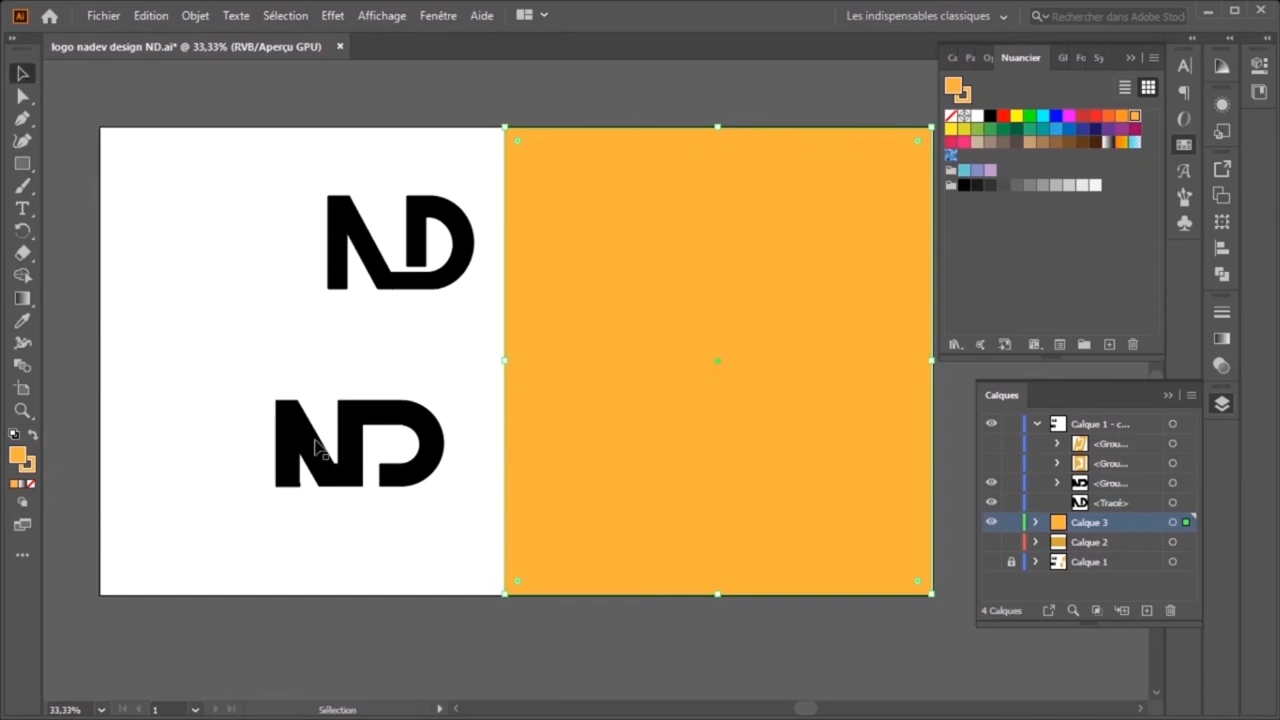 Ai Fichier Edition Objet Texte Sélection Effet Affichage Fenêtre Aide Les indispensables classiques Rechercher dans Adobe Stock
logo nadev design ND.ai* @ 33,33% (RVB/Aperçu GPU) ×
Nuancier
ND
ND
Calques
Calque 1 - c...
<Grou...
<Grou...
<Grou...
<Tracé>
Calque 3
Calque 2
Calque 1
4 Calques
33,33% 1 Sélection